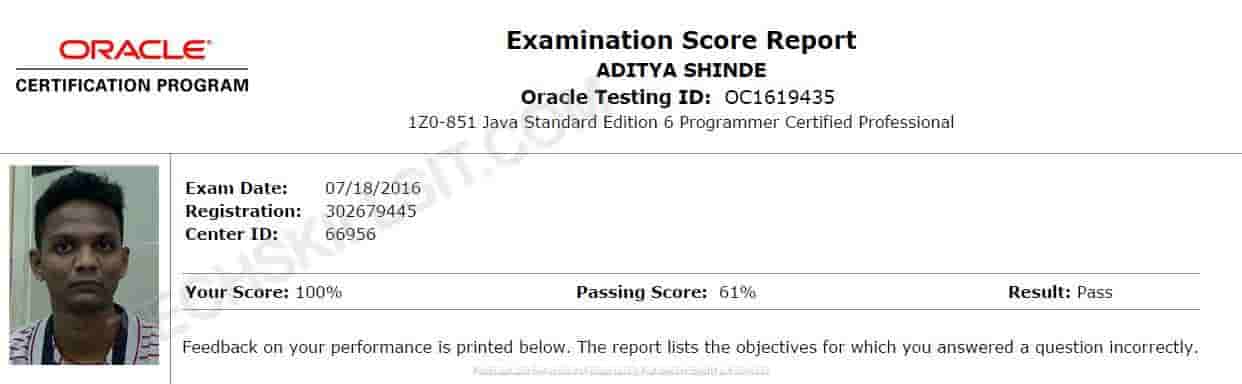 ORACLE
CERTIFICATION PROGRAM
Examination Score Report
ADITYA SHINDE
Oracle Testing ID: OC1619435
1Z0-851 Java Standard Edition 6 Programmer Certified Professional
Exam Date: 07/18/2016
Registration: 302679445
Center ID: 66956
Your Score: 100% Passing Score: 61% Result: Pass
Feedback on your performance is printed below. The report lists the objectives for which you answered a question incorrectly.